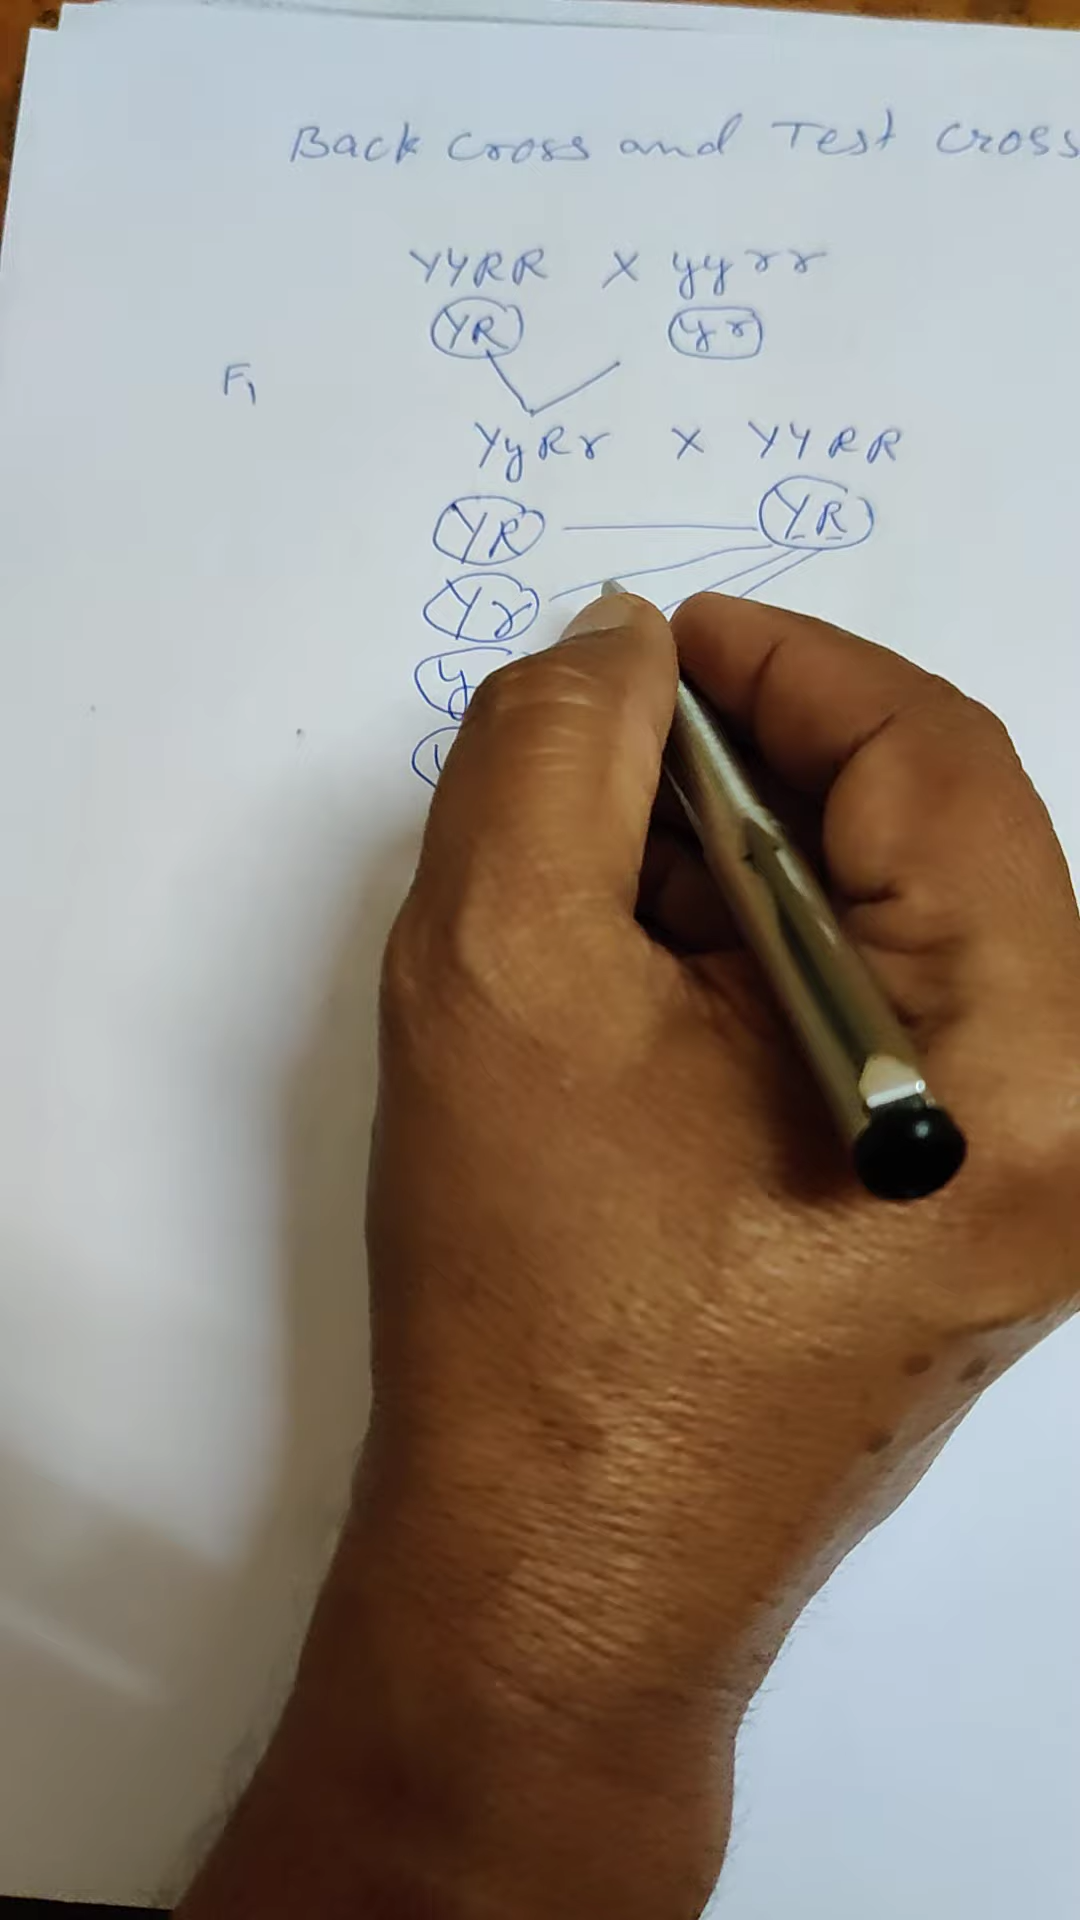 Back cross and Test cross
YYRR X yyrr
YR yr
F1
YyRr X YYRR
YR YR
Yr
y